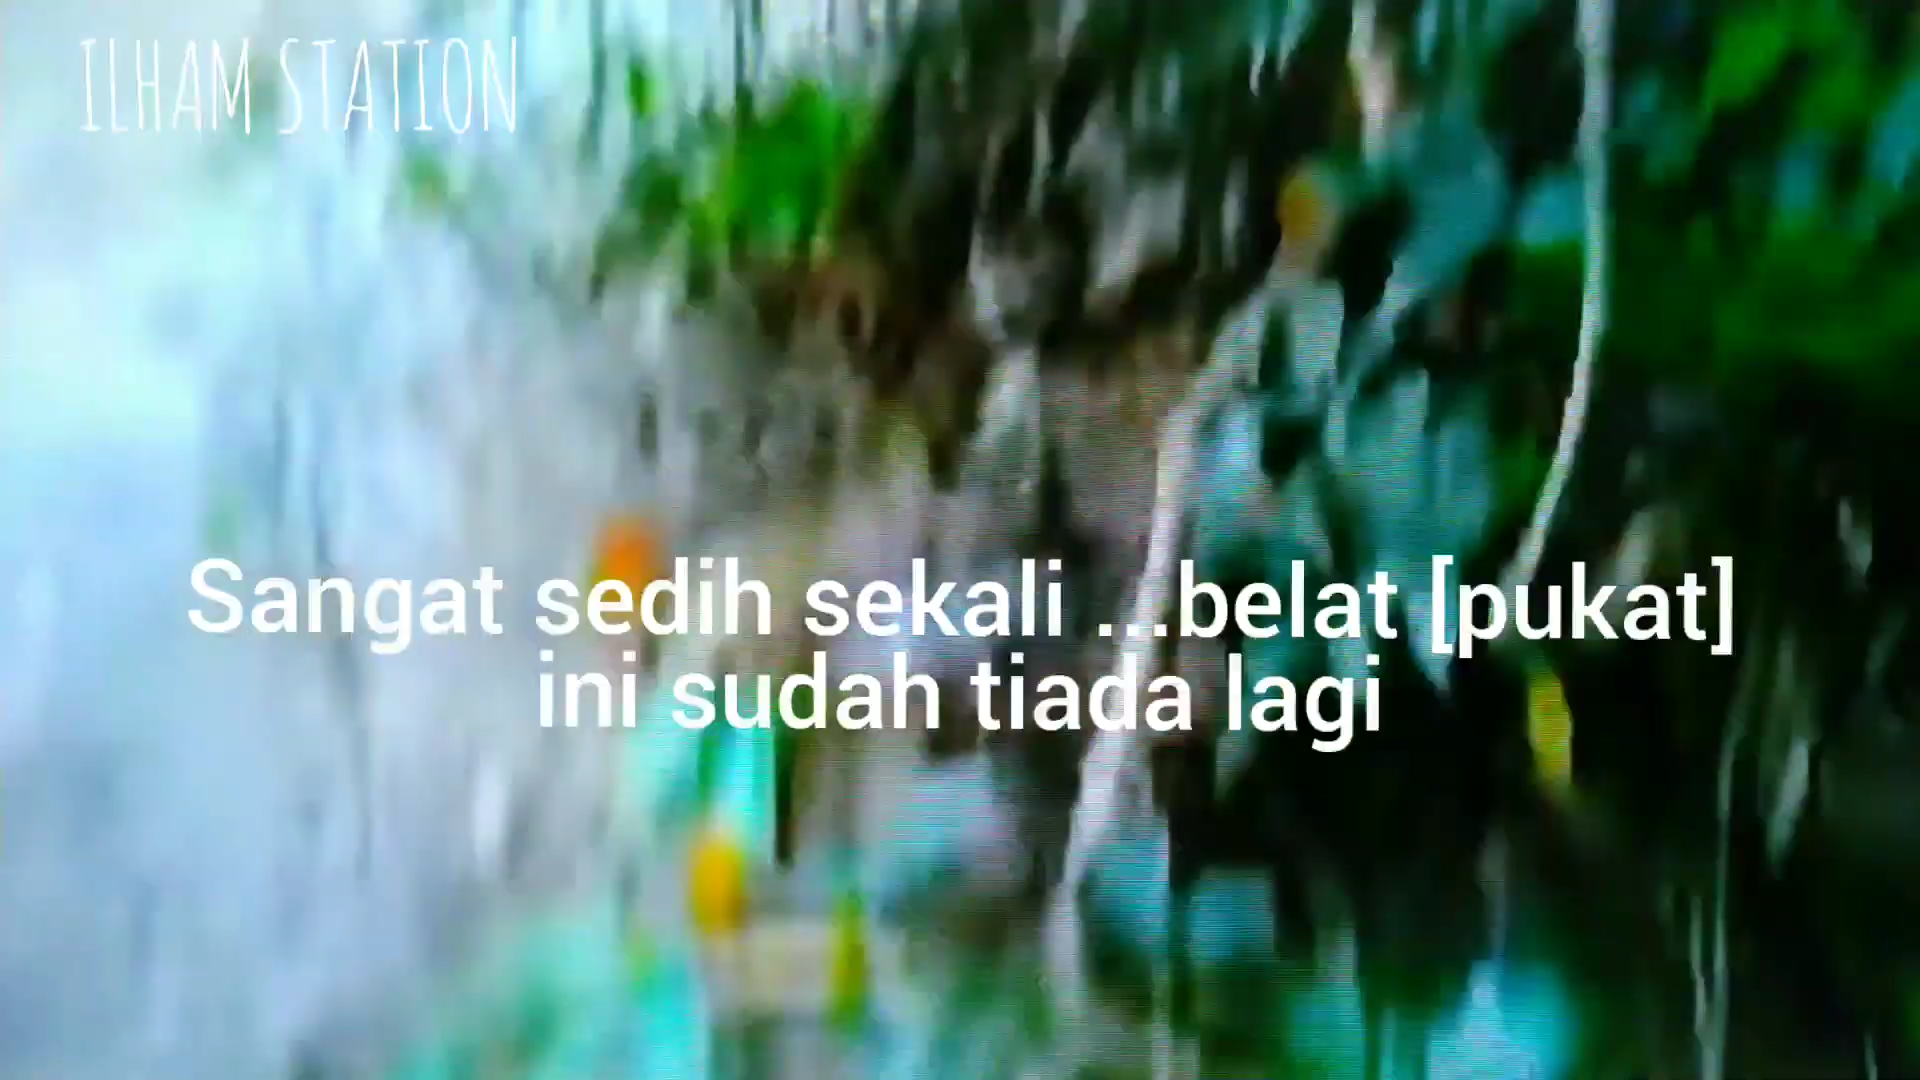 ILHAM STATION
Sangat sedih sekali ...belat [pukat]
ini sudah tiada lagi